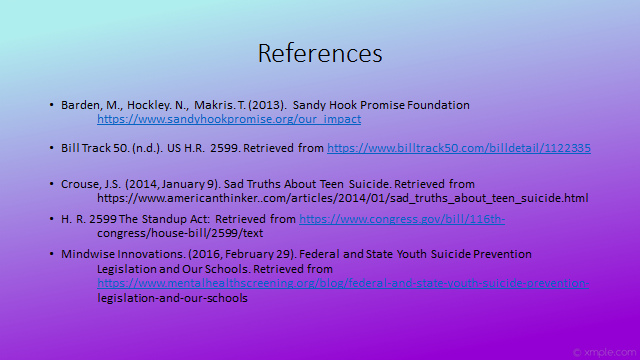 References
• Barden, M., Hockley. N., Makris. T. (2013). Sandy Hook Promise Foundation
https://www.sandyhookpromise.org/our_impact
• Bill Track 50. (n.d.). US H.R. 2599. Retrieved from https://www.billtrack50.com/billdetail/1122335
• Crouse, J.S. (2014, January 9). Sad Truths About Teen Suicide. Retrieved from
https://www.americanthinker..com/articles/2014/01/sad_truths_about_teen_suicide.html
• H. R. 2599 The Standup Act: Retrieved from https://www.congress.gov/bill/116th-
congress/house-bill/2599/text
• Mindwise Innovations. (2016, February 29). Federal and State Youth Suicide Prevention
Legislation and Our Schools. Retrieved from
https://www.mentalhealthscreening.org/blog/federal-and-state-youth-suicide-prevention-
legislation-and-our-schools
© xmple.com